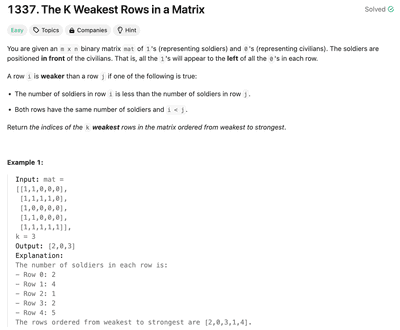 1337. The K Weakest Rows in a Matrix
Solved
Easy Topics Companies Hint
You are given an m x n binary matrix mat of 1's (representing soldiers) and 0's (representing civilians). The soldiers are
positioned in front of the civilians. That is, all the 1's will appear to the left of all the 0's in each row.
A row i is weaker than a row j if one of the following is true:
• The number of soldiers in row i is less than the number of soldiers in row j.
• Both rows have the same number of soldiers and i < j.
Return the indices of the k weakest rows in the matrix ordered from weakest to strongest.
Example 1:
Input: mat =
[[1,1,0,0,0],
[1,1,1,1,0],
[1,0,0,0,0],
[1,1,0,0,0],
[1,1,1,1,1]],
k = 3
Output: [2,0,3]
Explanation:
The number of soldiers in each row is:
- Row 0: 2
- Row 1: 4
- Row 2: 1
- Row 3: 2
- Row 4: 5
The rows ordered from weakest to strongest are [2,0,3,1,4].